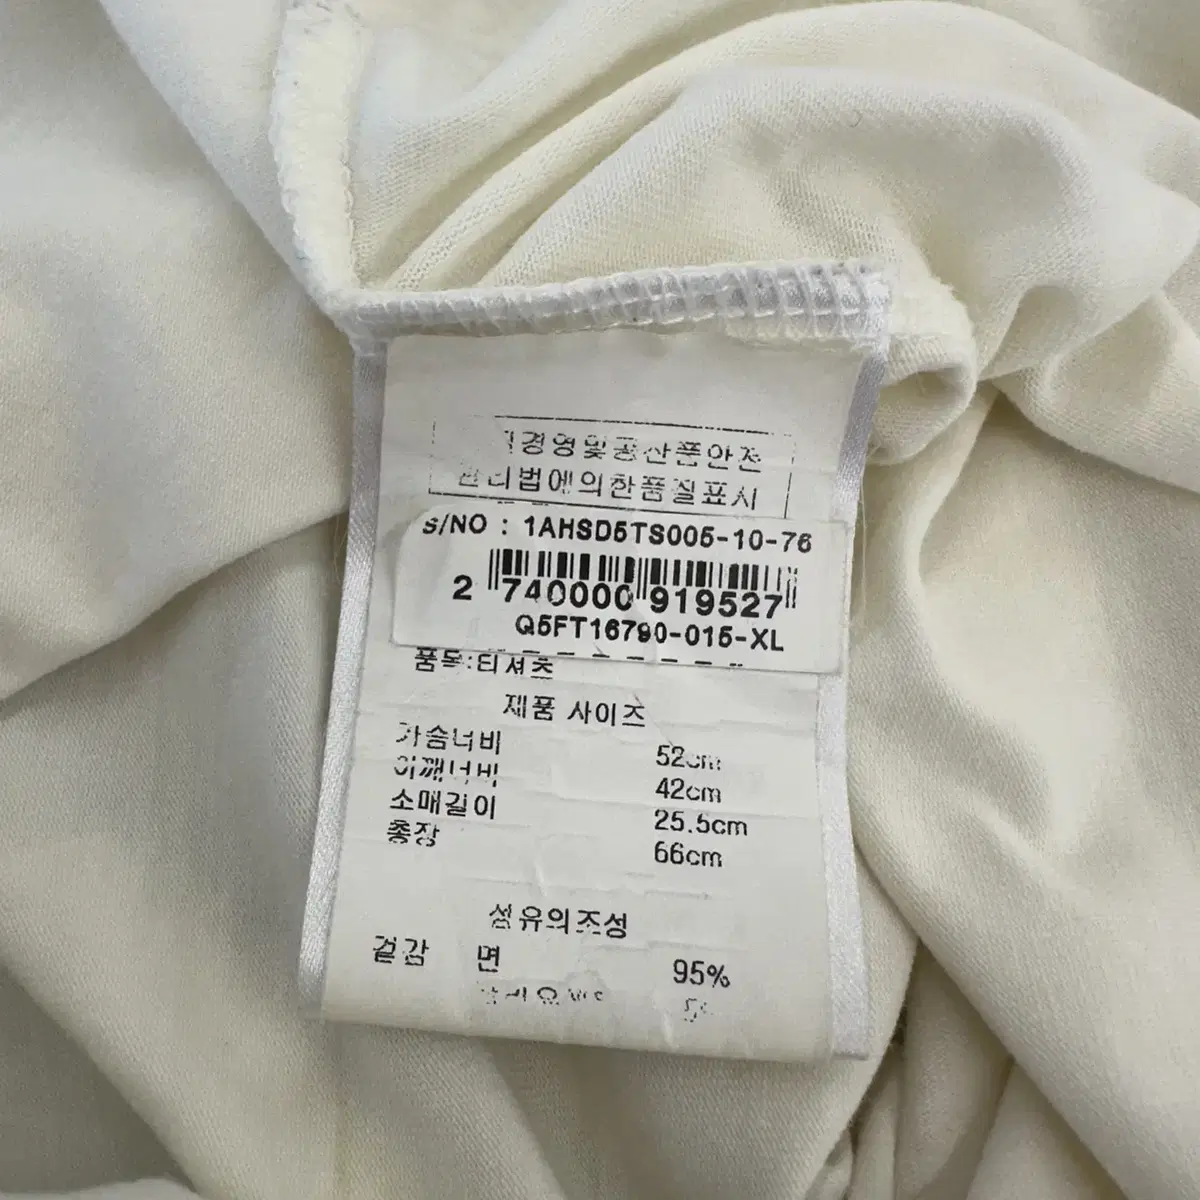 경영및공산품안전
관리법에의한품질표시
S/NO : 1AHSD5TS005-10-76
2 740000 919527
Q5FT16790-015-XL
품목:티셔츠
제품 사이즈
가슴너비 52cm
어깨너비 42cm
소매길이 25.5cm
총장 66cm
섬유의조성
겉감 면 95%